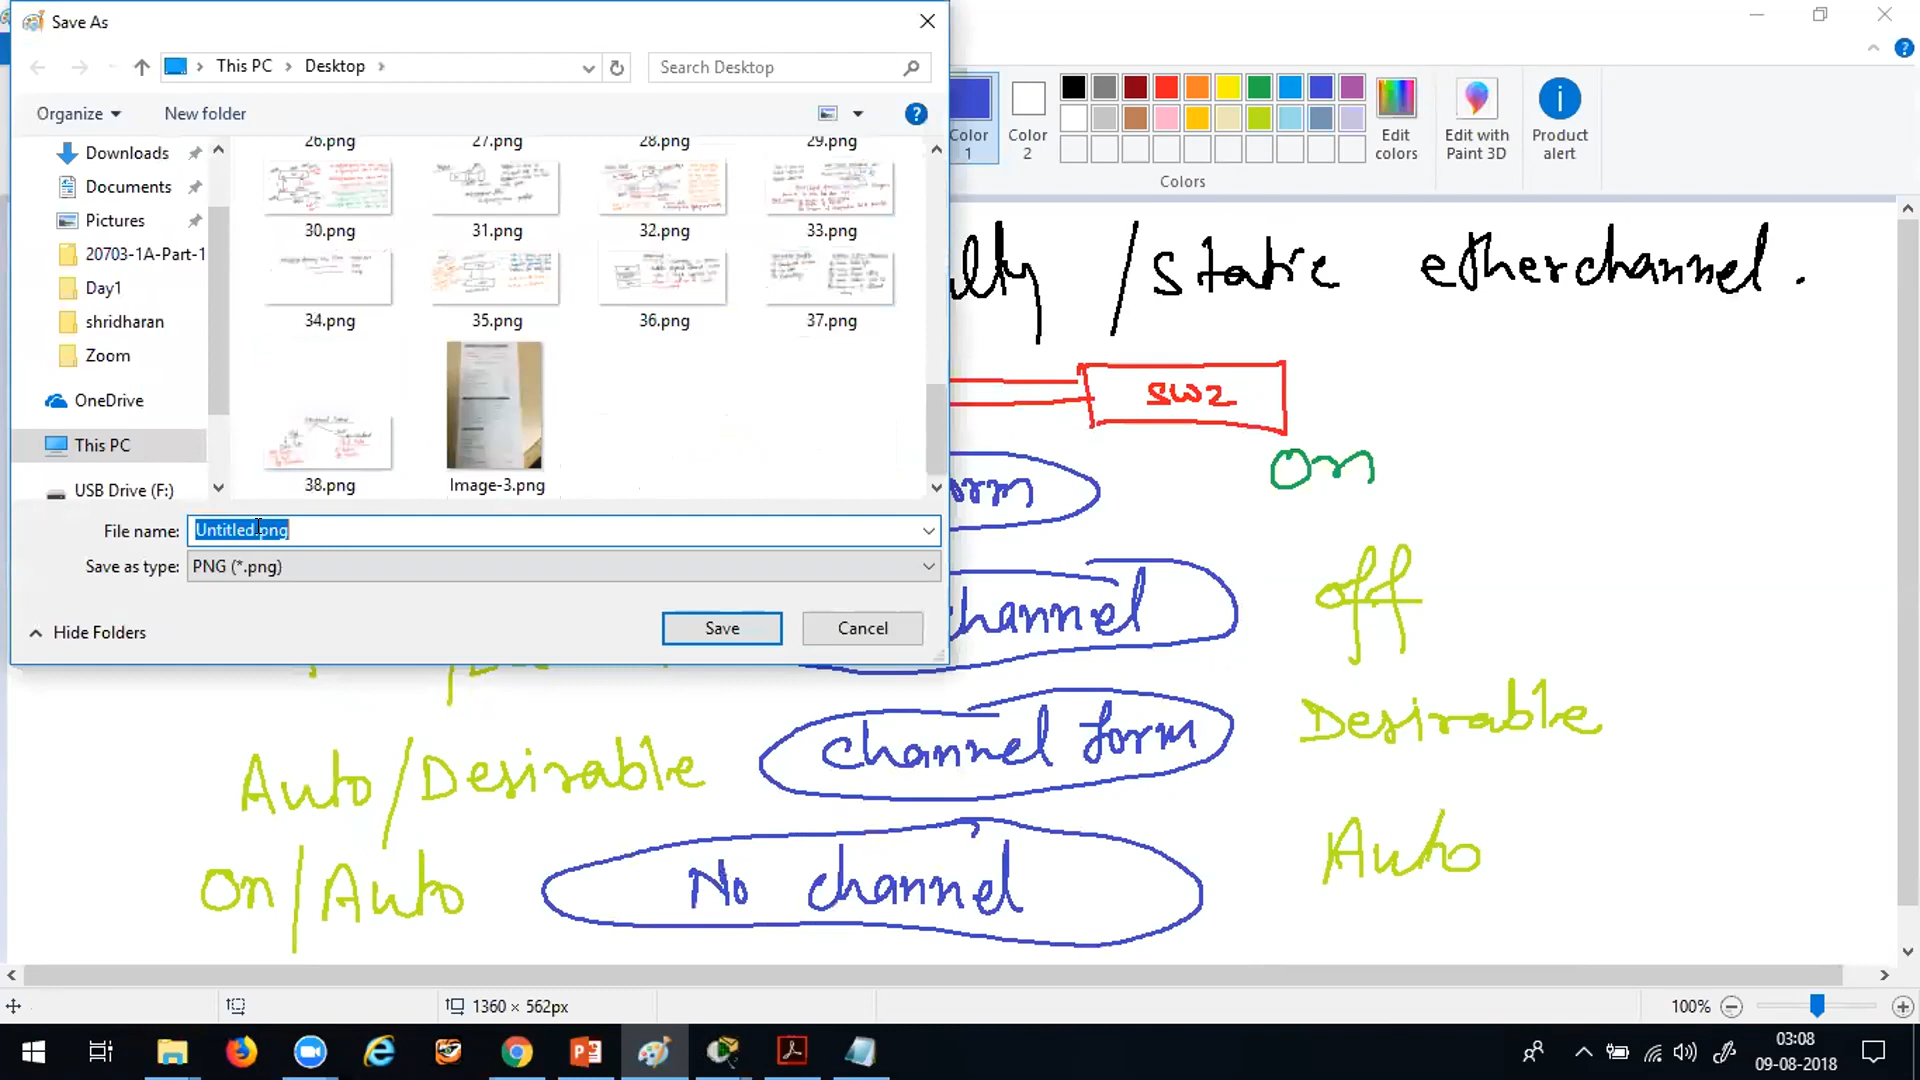 Save As
This PC
Desktop
Search Desktop
Organize
New folder
Downloads
Documents
Pictures
20703-1A-Part-1
Day1
shridharan
Zoom
OneDrive
This PC
USB Drive (F:)
26.png
27.png
28.png
29.png
30.png
31.png
32.png
33.png
34.png
35.png
36.png
37.png
38.png
Image-3.png
File name:
Untitled.png
Save as type:
PNG (*.png)
Hide Folders
Save
Cancel
Color
1
Color
2
Edit
colors
Edit with
Paint 3D
Product
alert
Colors
/static etherchannel.
SW2
form
On
channel
off
Auto/Desirable
channel form
Desirable
On/Auto
No channel
Auto
1360 × 562px
100%
03:08
09-08-2018